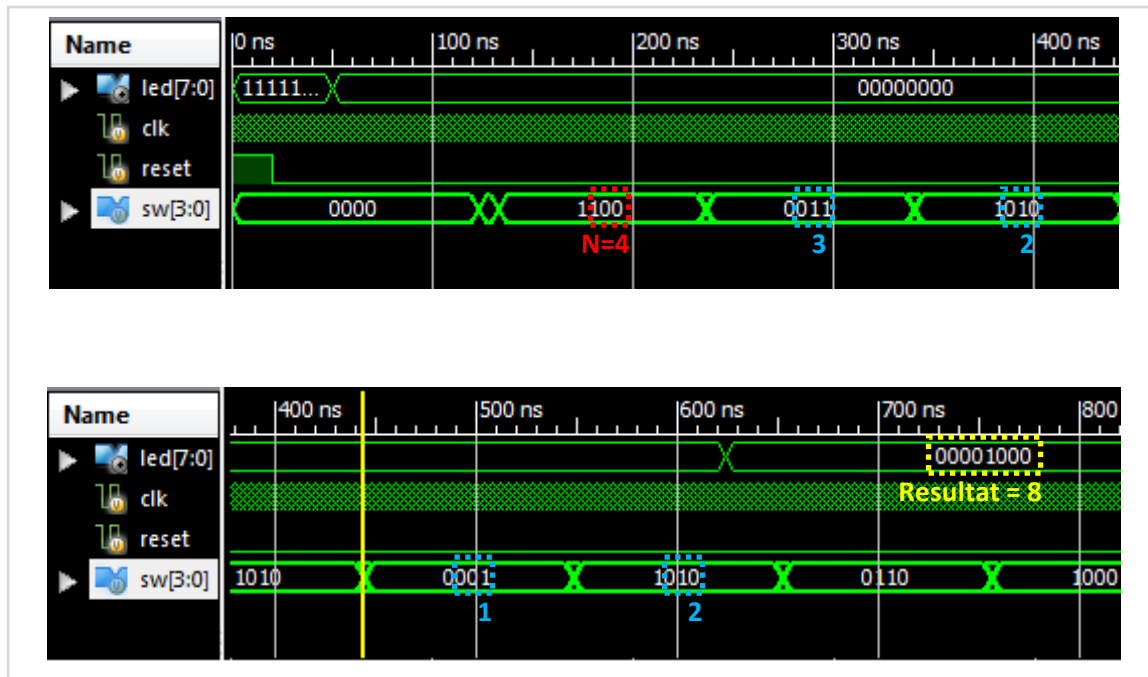 Name 0 ns 100 ns 200 ns 300 ns 400 ns
led[7:0] 11111... 00000000
clk
reset
sw[3:0] 0000 1100 0011 1010
N=4 3 2
Name 400 ns 500 ns 600 ns 700 ns 800
led[7:0] 00001000
clk Resultat = 8
reset
sw[3:0] 1010 0001 1010 0110 1000
1 2